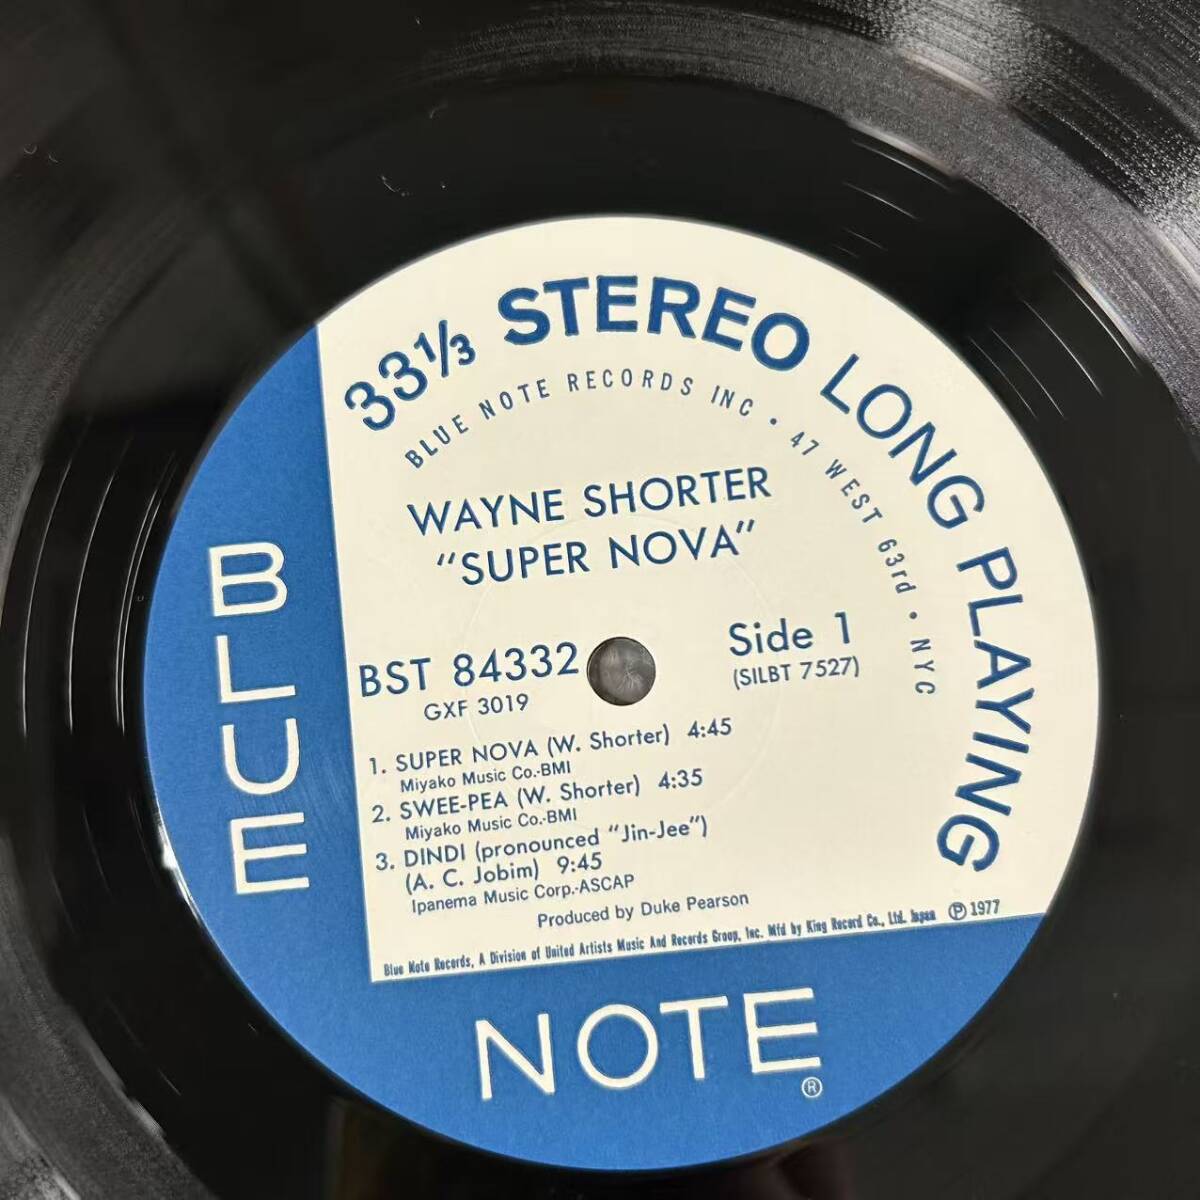 33⅓ STEREO LONG PLAYING
BLUE NOTE RECORDS INC • 47 WEST 63rd • NYC
WAYNE SHORTER
"SUPER NOVA"
BST 84332
GXF 3019
Side 1
(SILBT 7527)
1. SUPER NOVA (W. Shorter) 4:45
Miyako Music Co.-BMI
2. SWEE-PEA (W. Shorter) 4:35
Miyako Music Co.-BMI
3. DINDI (pronounced "Jin-Jee")
(A. C. Jobim) 9:45
Ipanema Music Corp.-ASCAP
Produced by Duke Pearson
Blue Note Records, A Division of United Artists Music And Records Group, Inc. Mfd by King Record Co., Ltd. Japan ℗ 1977
BLUE
NOTE®